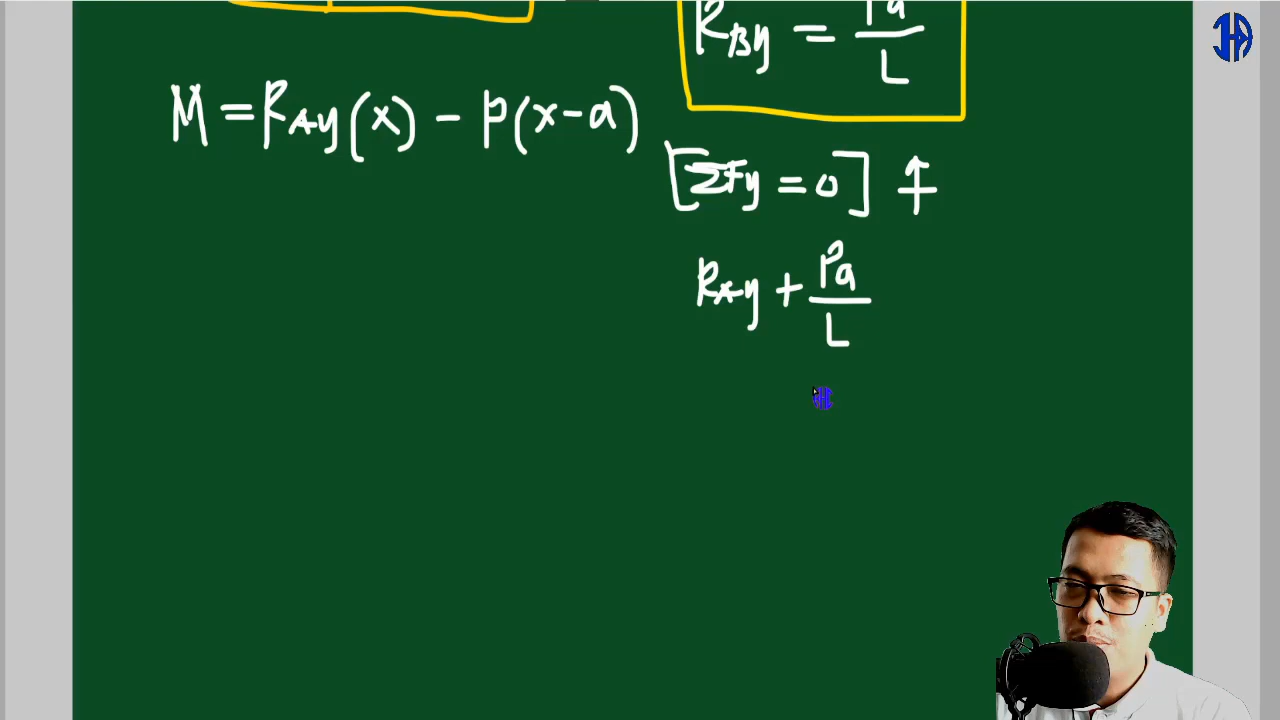 R_By = Pa/L
M = R_Ay(x) - P(x-a)
[ΣFy = 0] ↑+
R_Ay + Pa/L